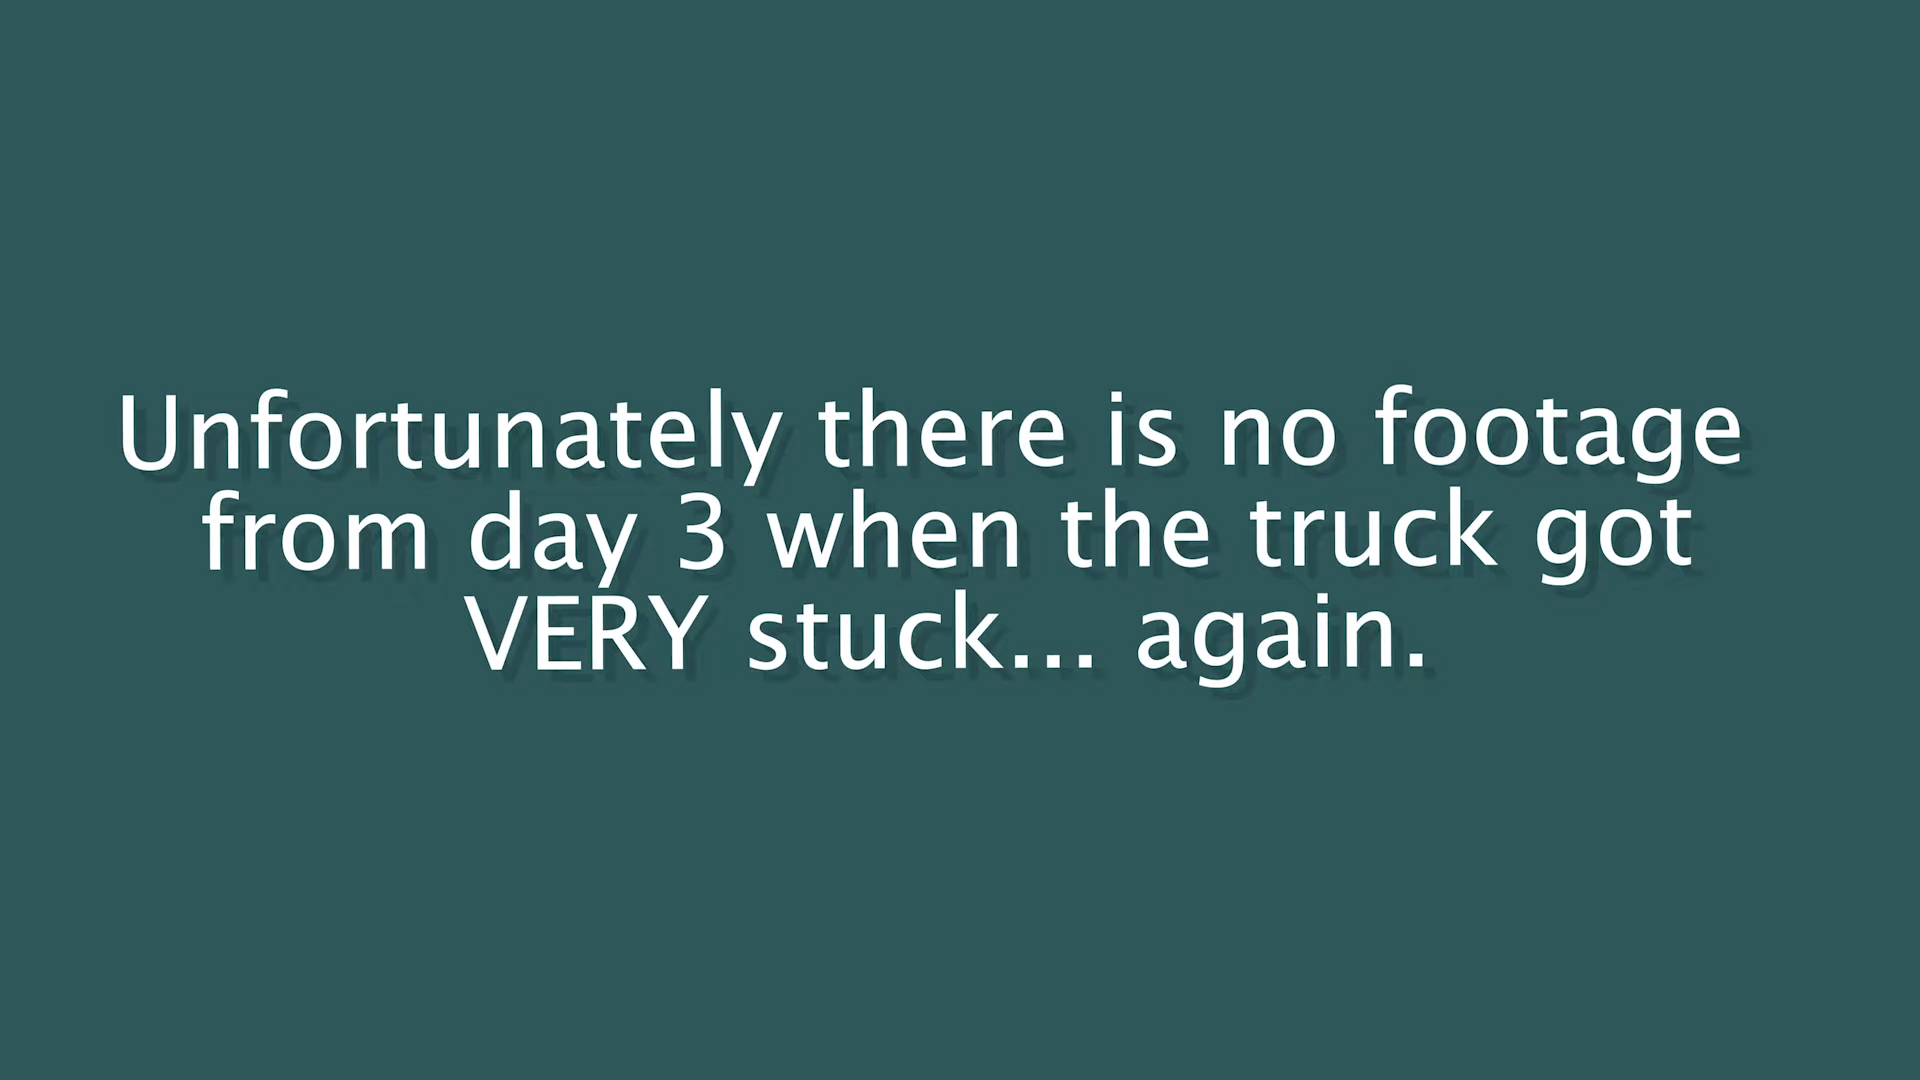 Unfortunately there is no footage
from day 3 when the truck got
VERY stuck... again.